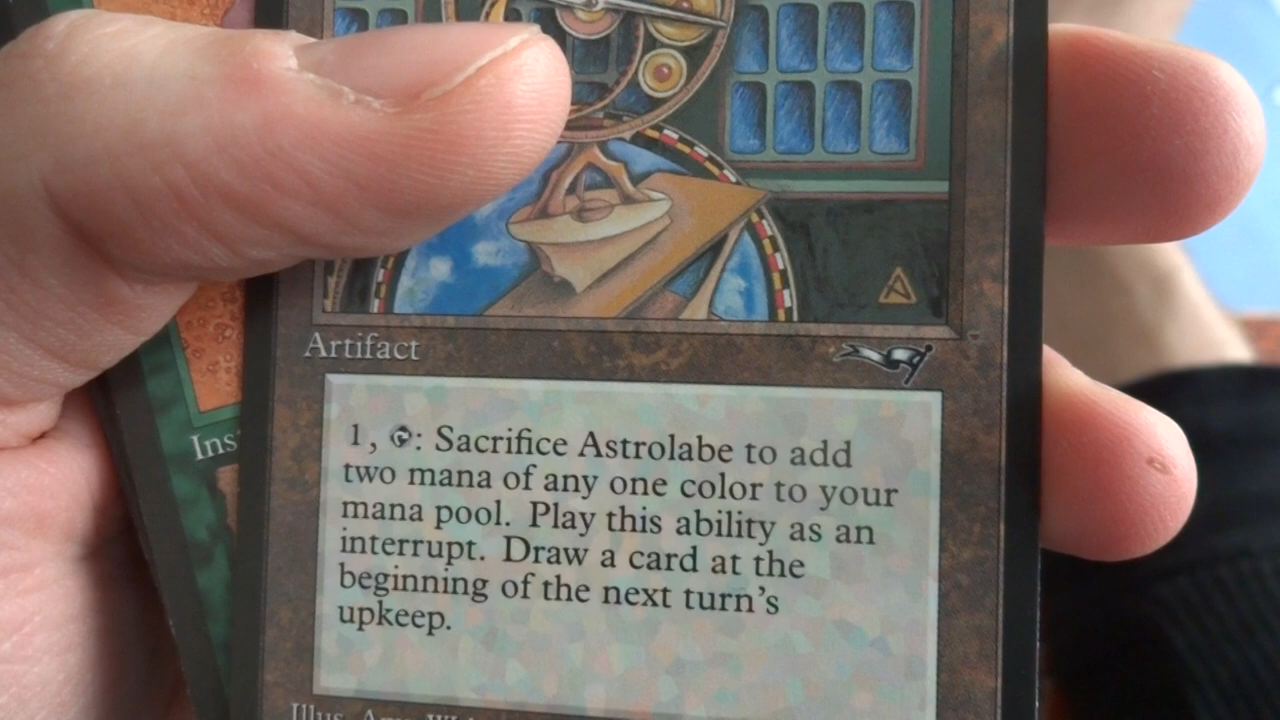 Artifact
Ins
1, : Sacrifice Astrolabe to add
two mana of any one color to your
mana pool. Play this ability as an
interrupt. Draw a card at the
beginning of the next turn's
upkeep.
Illus.